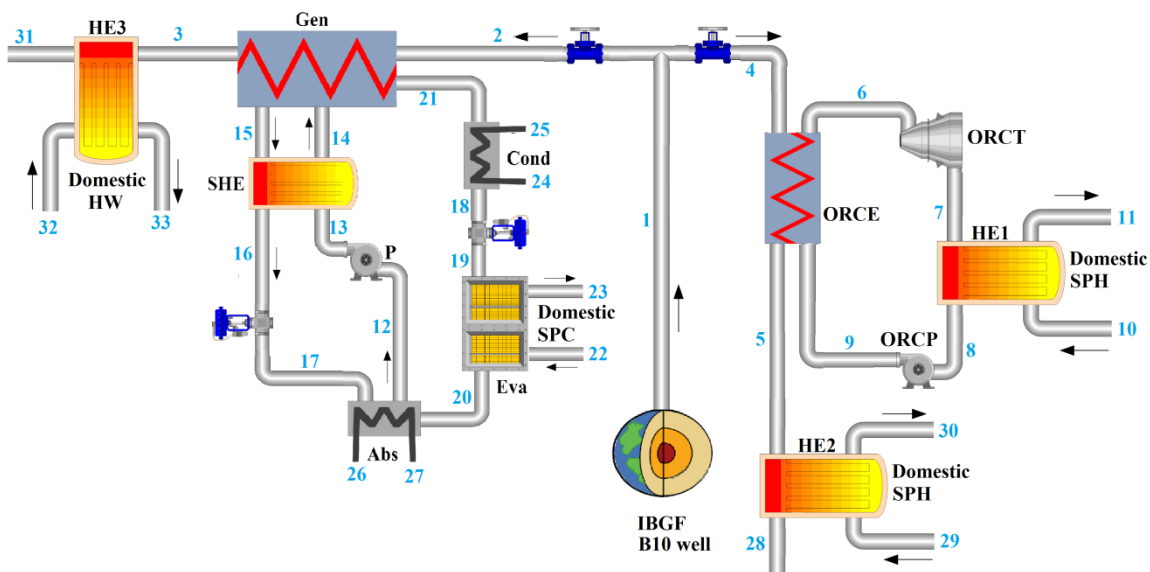 HE3
Gen
31
3
2
4
21
6
25
ORCT
15
14
Cond
24
SHE
Domestic
HW
32
33
13
18
1
ORCE
7
11
HE1
Domestic
SPH
16
P
19
23
Domestic
SPC
12
22
5
9
ORCP
8
10
17
Eva
20
Abs
26
27
HE2
30
Domestic
SPH
IBGF
B10 well
28
29